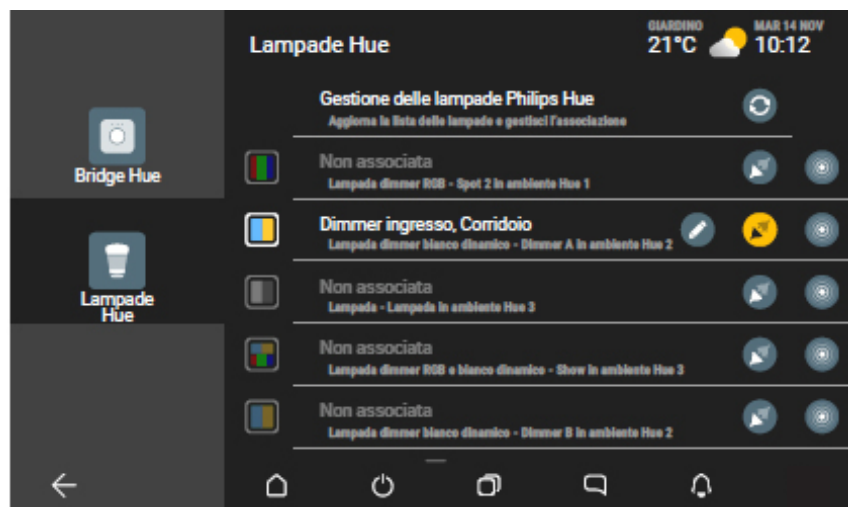 Lampade Hue
GIARDINO
21°C
MAR 14 NOV
10:12
Bridge Hue
Lampade
Hue
Gestione delle lampade Philips Hue
Aggiorna la lista delle lampade e gestisci l'associazione
Non associata
Lampada dimmer RGB - Spot 2 in ambiente Hue 1
Dimmer ingresso, Corridoio
Lampada dimmer bianco dinamico - Dimmer A in ambiente Hue 2
Non associata
Lampada - Lampada in ambiente Hue 3
Non associata
Lampada dimmer RGB e bianco dinamico - Show in ambiente Hue 3
Non associata
Lampada dimmer bianco dinamico - Dimmer B in ambiente Hue 2